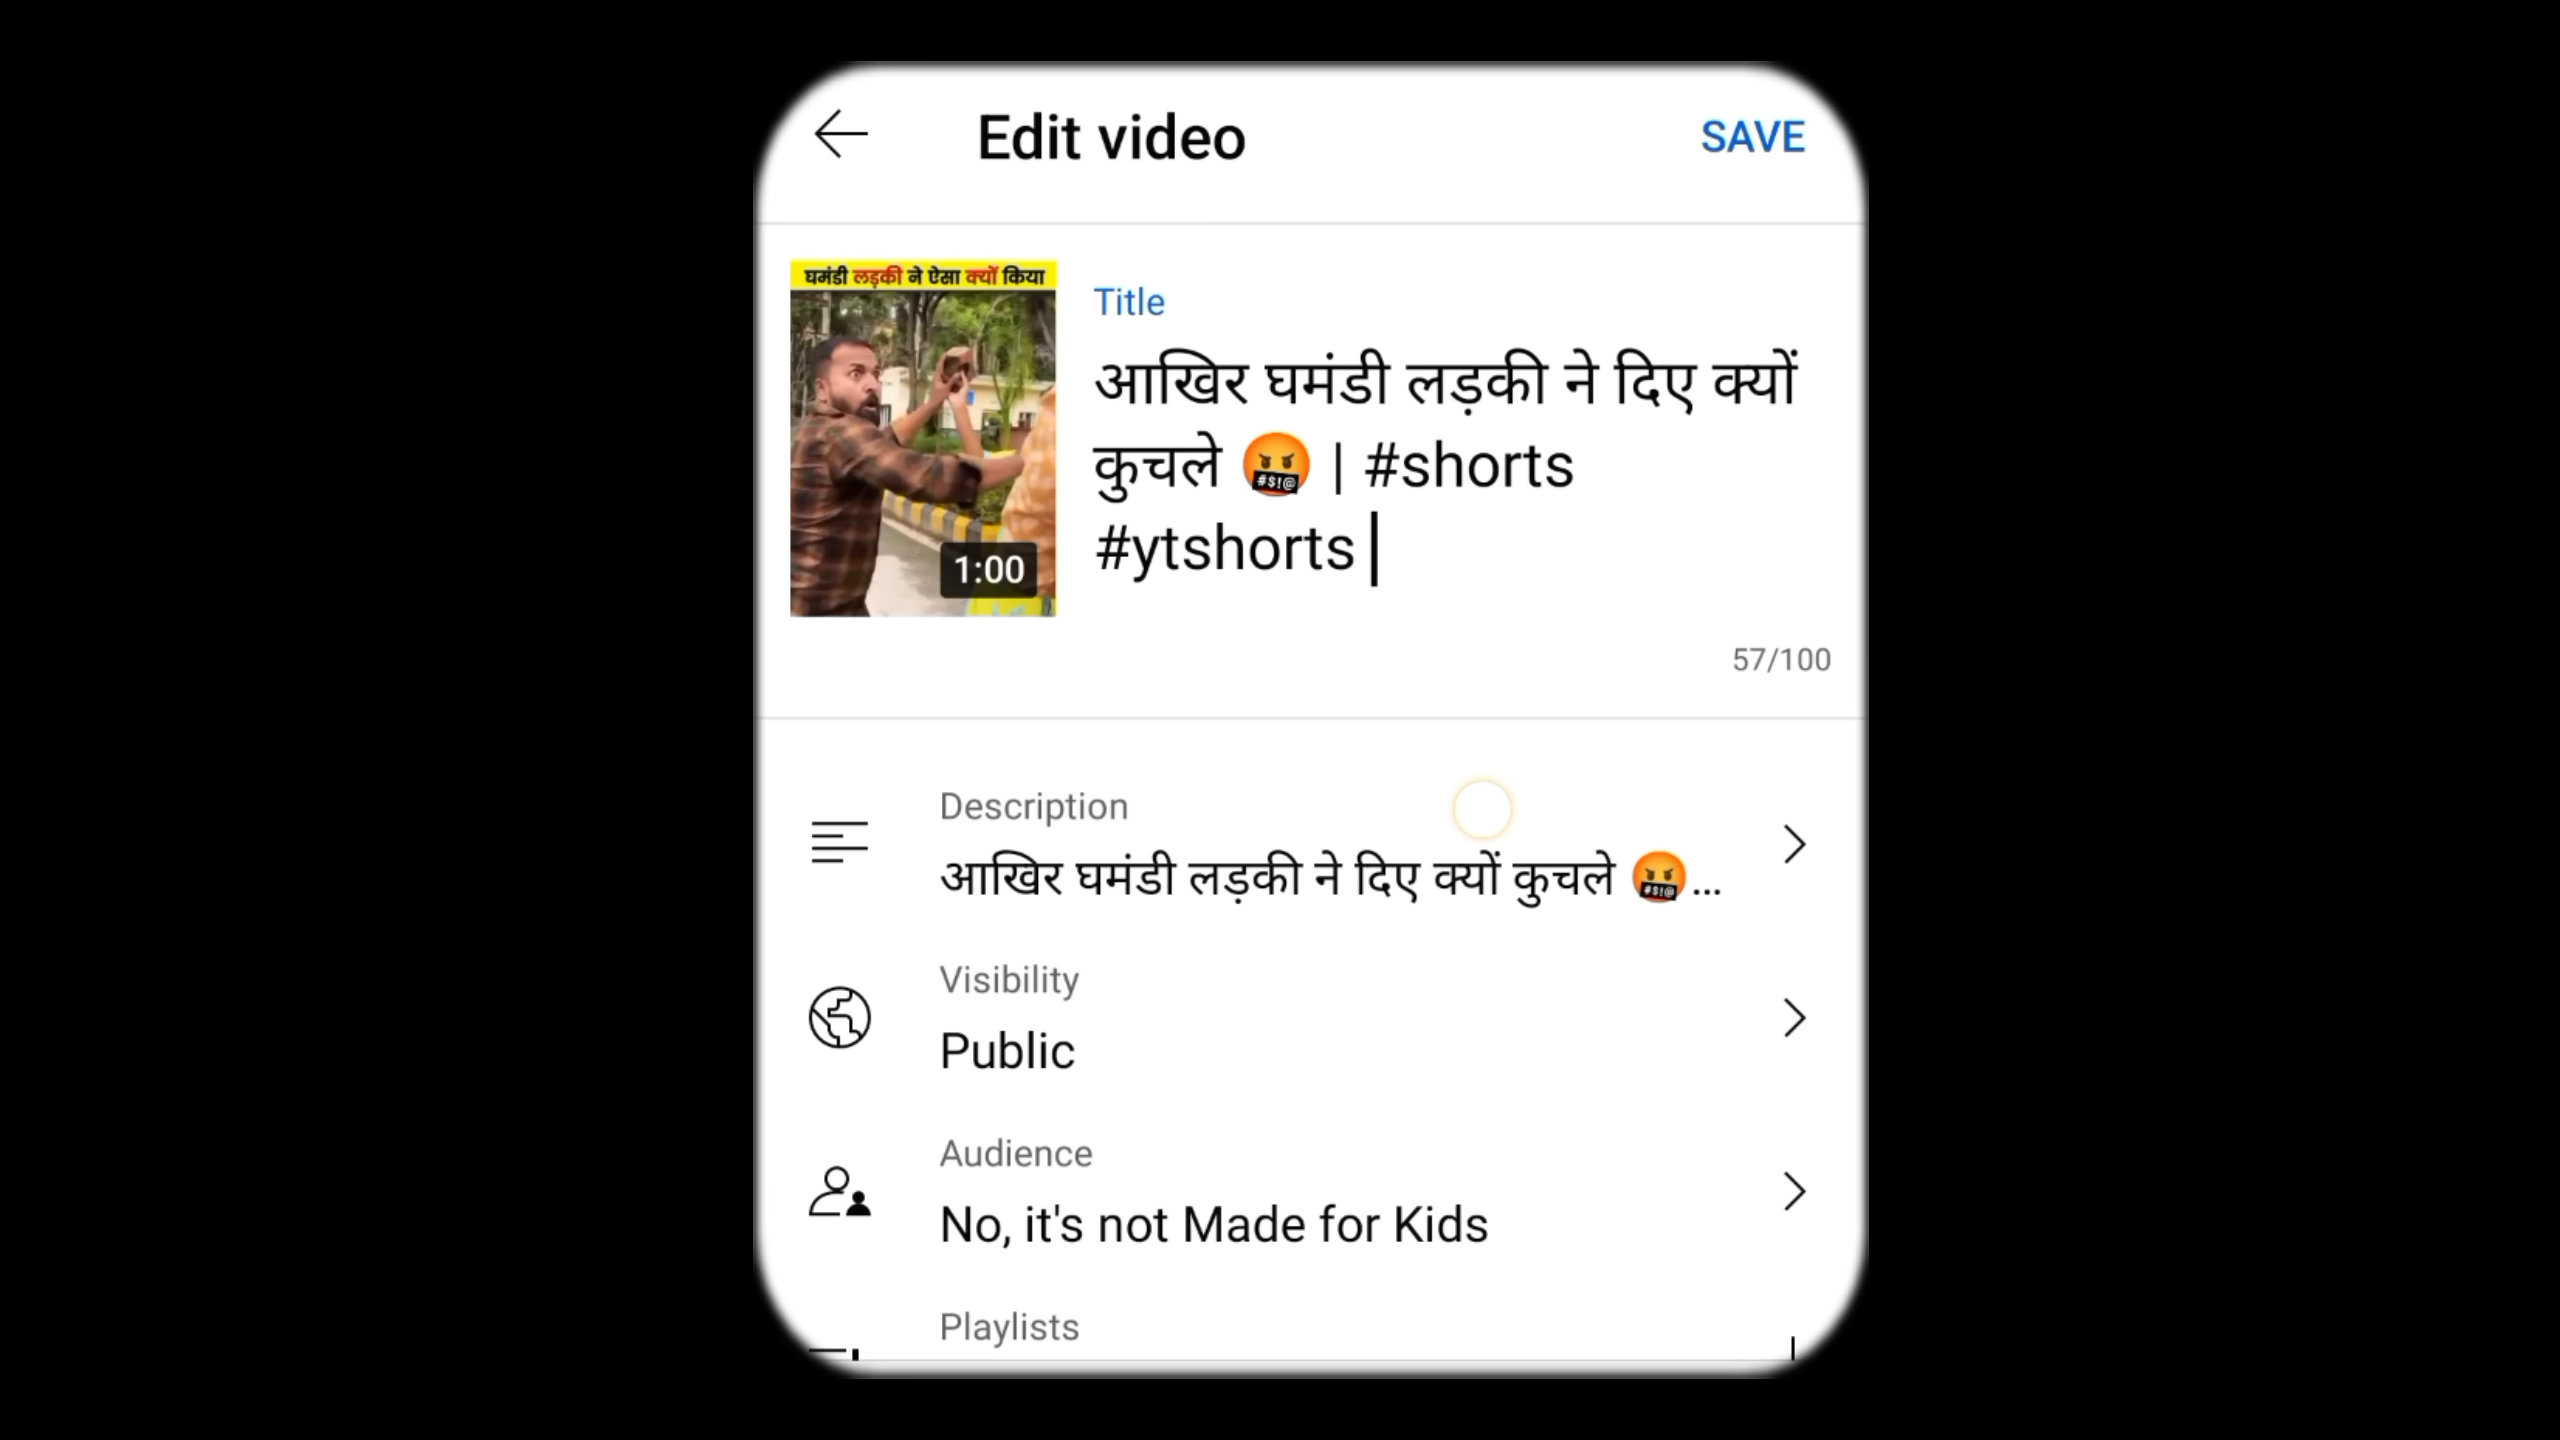 Edit video
SAVE
घमंडी लड़की ने ऐसा क्यों किया
Title
आखिर घमंडी लड़की ने दिए क्यों
कुचले 🤬 | #shorts
#ytshorts
1:00
57/100
Description
आखिर घमंडी लड़की ने दिए क्यों कुचले 🤬...
Visibility
Public
Audience
No, it's not Made for Kids
Playlists